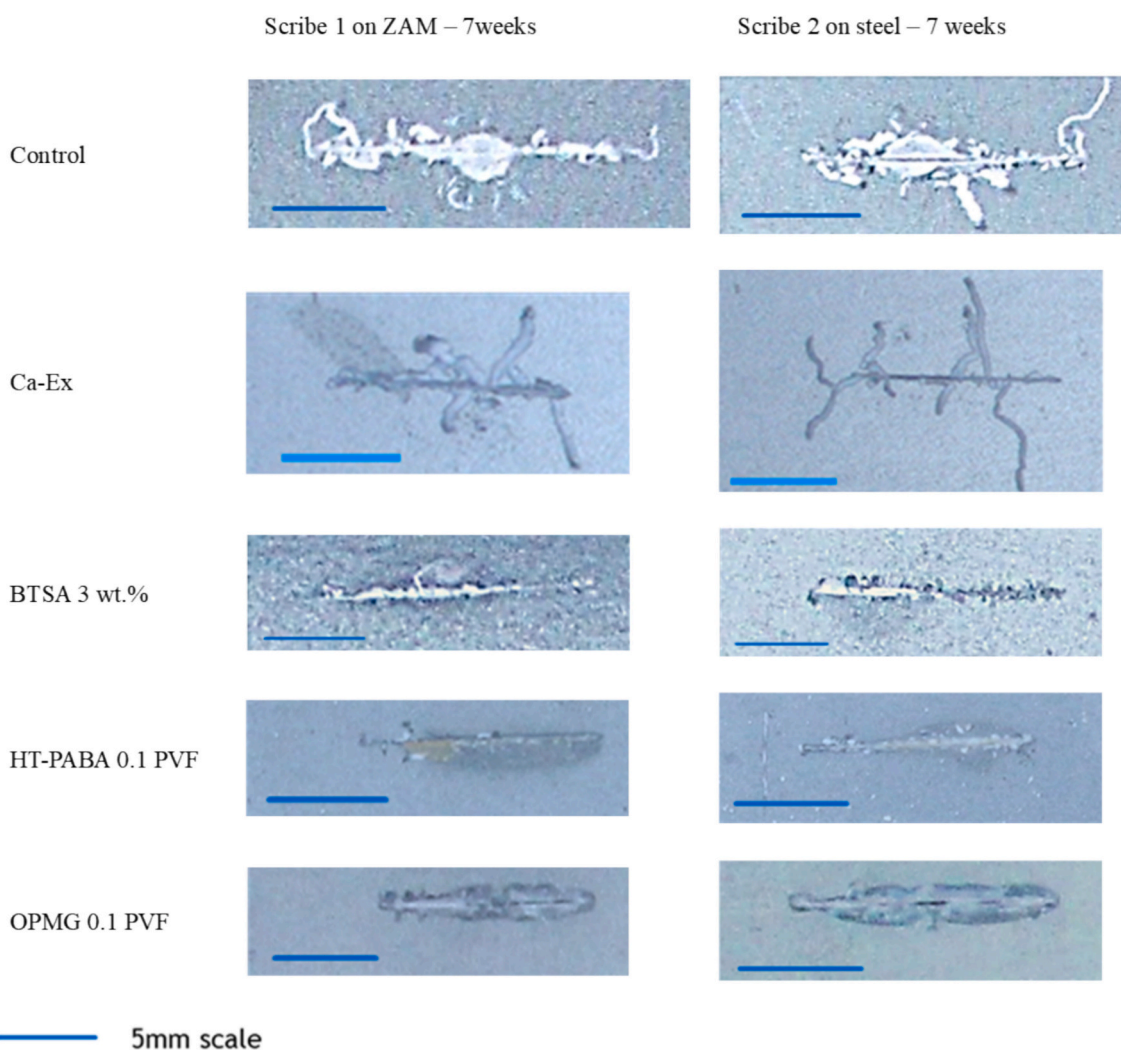 Scribe 1 on ZAM – 7weeks
Scribe 2 on steel – 7 weeks
Control
Ca-Ex
BTSA 3 wt.%
HT-PABA 0.1 PVF
OPMG 0.1 PVF
5mm scale